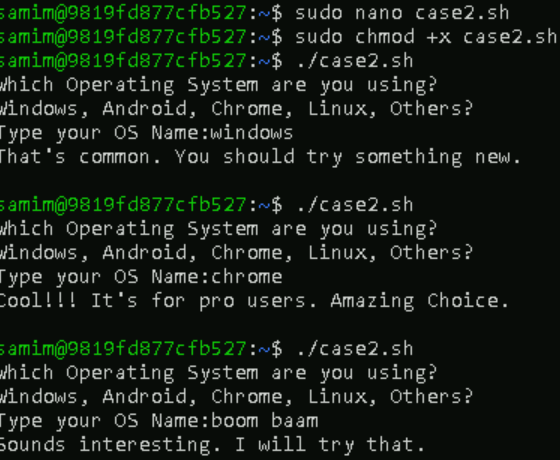 samim@9819fd877cfb527:~$ sudo nano case2.sh
samim@9819fd877cfb527:~$ sudo chmod +x case2.sh
samim@9819fd877cfb527:~$ ./case2.sh
Which Operating System are you using?
Windows, Android, Chrome, Linux, Others?
Type your OS Name:windows
That's common. You should try something new.
samim@9819fd877cfb527:~$ ./case2.sh
Which Operating System are you using?
Windows, Android, Chrome, Linux, Others?
Type your OS Name:chrome
Cool!!! It's for pro users. Amazing Choice.
samim@9819fd877cfb527:~$ ./case2.sh
Which Operating System are you using?
Windows, Android, Chrome, Linux, Others?
Type your OS Name:boom baam
Sounds interesting. I will try that.